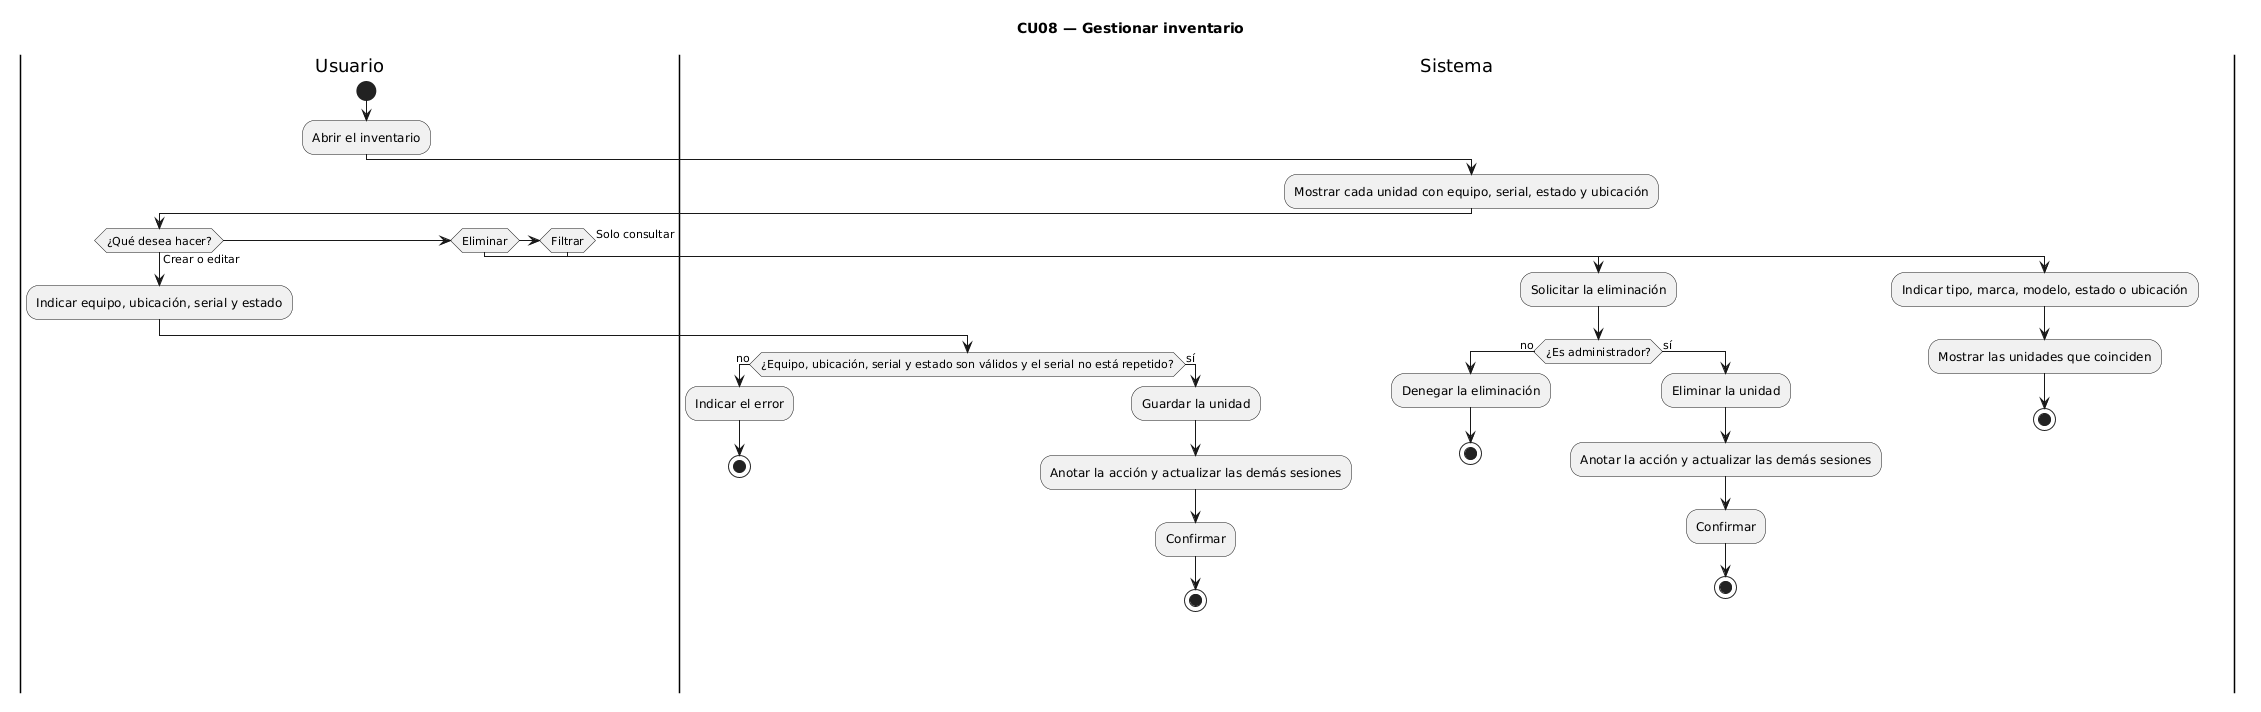 CU08 — Gestionar inventario
Usuario
Sistema
Abrir el inventario
Mostrar cada unidad con equipo, serial, estado y ubicación
¿Qué desea hacer?
Eliminar
Filtrar
Solo consultar
Crear o editar
Indicar equipo, ubicación, serial y estado
Solicitar la eliminación
Indicar tipo, marca, modelo, estado o ubicación
no
¿Equipo, ubicación, serial y estado son válidos y el serial no está repetido?
sí
no
¿Es administrador?
sí
Mostrar las unidades que coinciden
Indicar el error
Guardar la unidad
Denegar la eliminación
Eliminar la unidad
Anotar la acción y actualizar las demás sesiones
Anotar la acción y actualizar las demás sesiones
Confirmar
Confirmar